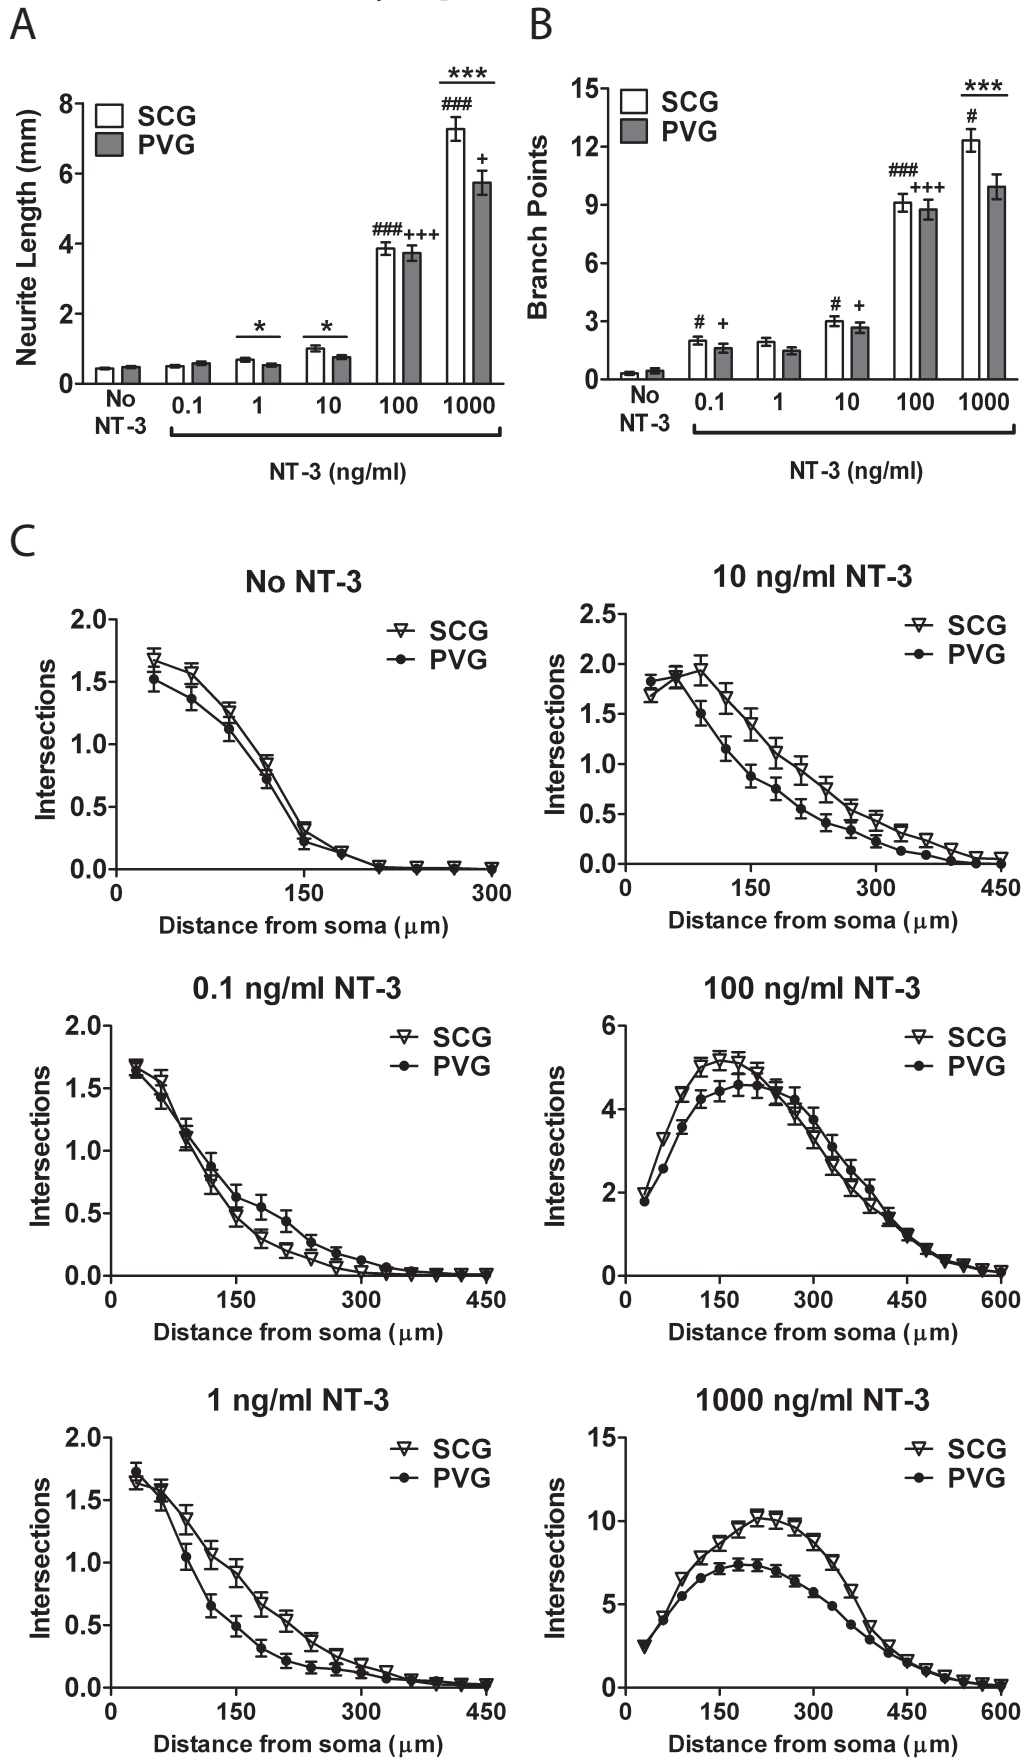 A
B
***
###
+
SCG
PVG
###
+++
*
*
8
6
4
2
0
Neurite Length (mm)
No
NT-3
0.1
1
10
100
1000
NT-3 (ng/ml)
***
#
SCG
PVG
###
+++
#
+
#
+
15
12
9
6
3
0
Branch Points
No
NT-3
0.1
1
10
100
1000
NT-3 (ng/ml)
C
No NT-3
SCG
PVG
2.0
1.5
1.0
0.5
0.0
Intersections
0
150
300
Distance from soma (μm)
10 ng/ml NT-3
SCG
PVG
2.5
2.0
1.5
1.0
0.5
0.0
Intersections
0
150
300
450
Distance from soma (μm)
0.1 ng/ml NT-3
SCG
PVG
2.0
1.5
1.0
0.5
0.0
Intersections
0
150
300
450
Distance from soma (μm)
100 ng/ml NT-3
SCG
PVG
6
4
2
0
Intersections
0
150
300
450
600
Distance from soma (μm)
1 ng/ml NT-3
SCG
PVG
2.0
1.5
1.0
0.5
0.0
Intersections
0
150
300
450
Distance from soma (μm)
1000 ng/ml NT-3
SCG
PVG
15
10
5
0
Intersections
0
150
300
450
600
Distance from soma (μm)